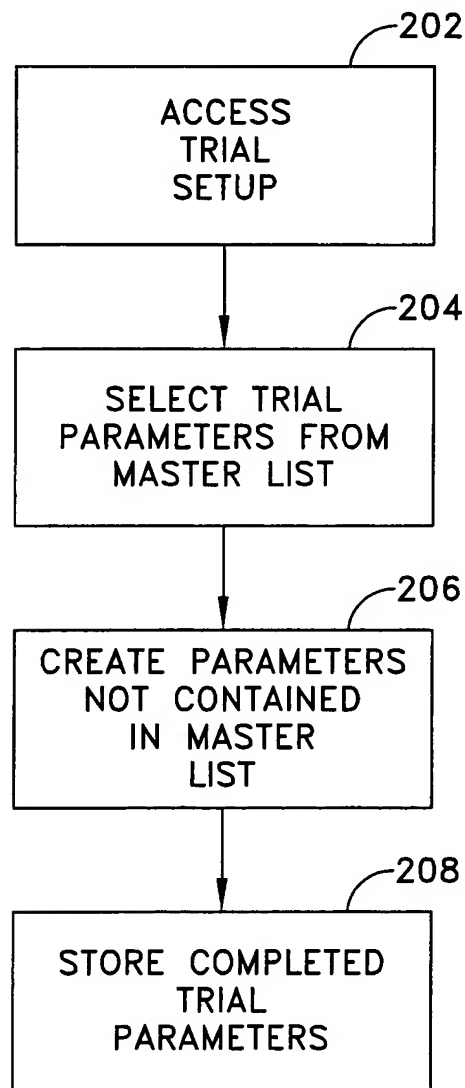 202
ACCESS
TRIAL
SETUP
204
SELECT TRIAL
PARAMETERS FROM
MASTER LIST
206
CREATE PARAMETERS
NOT CONTAINED
IN MASTER
LIST
208
STORE COMPLETED
TRIAL
PARAMETERS